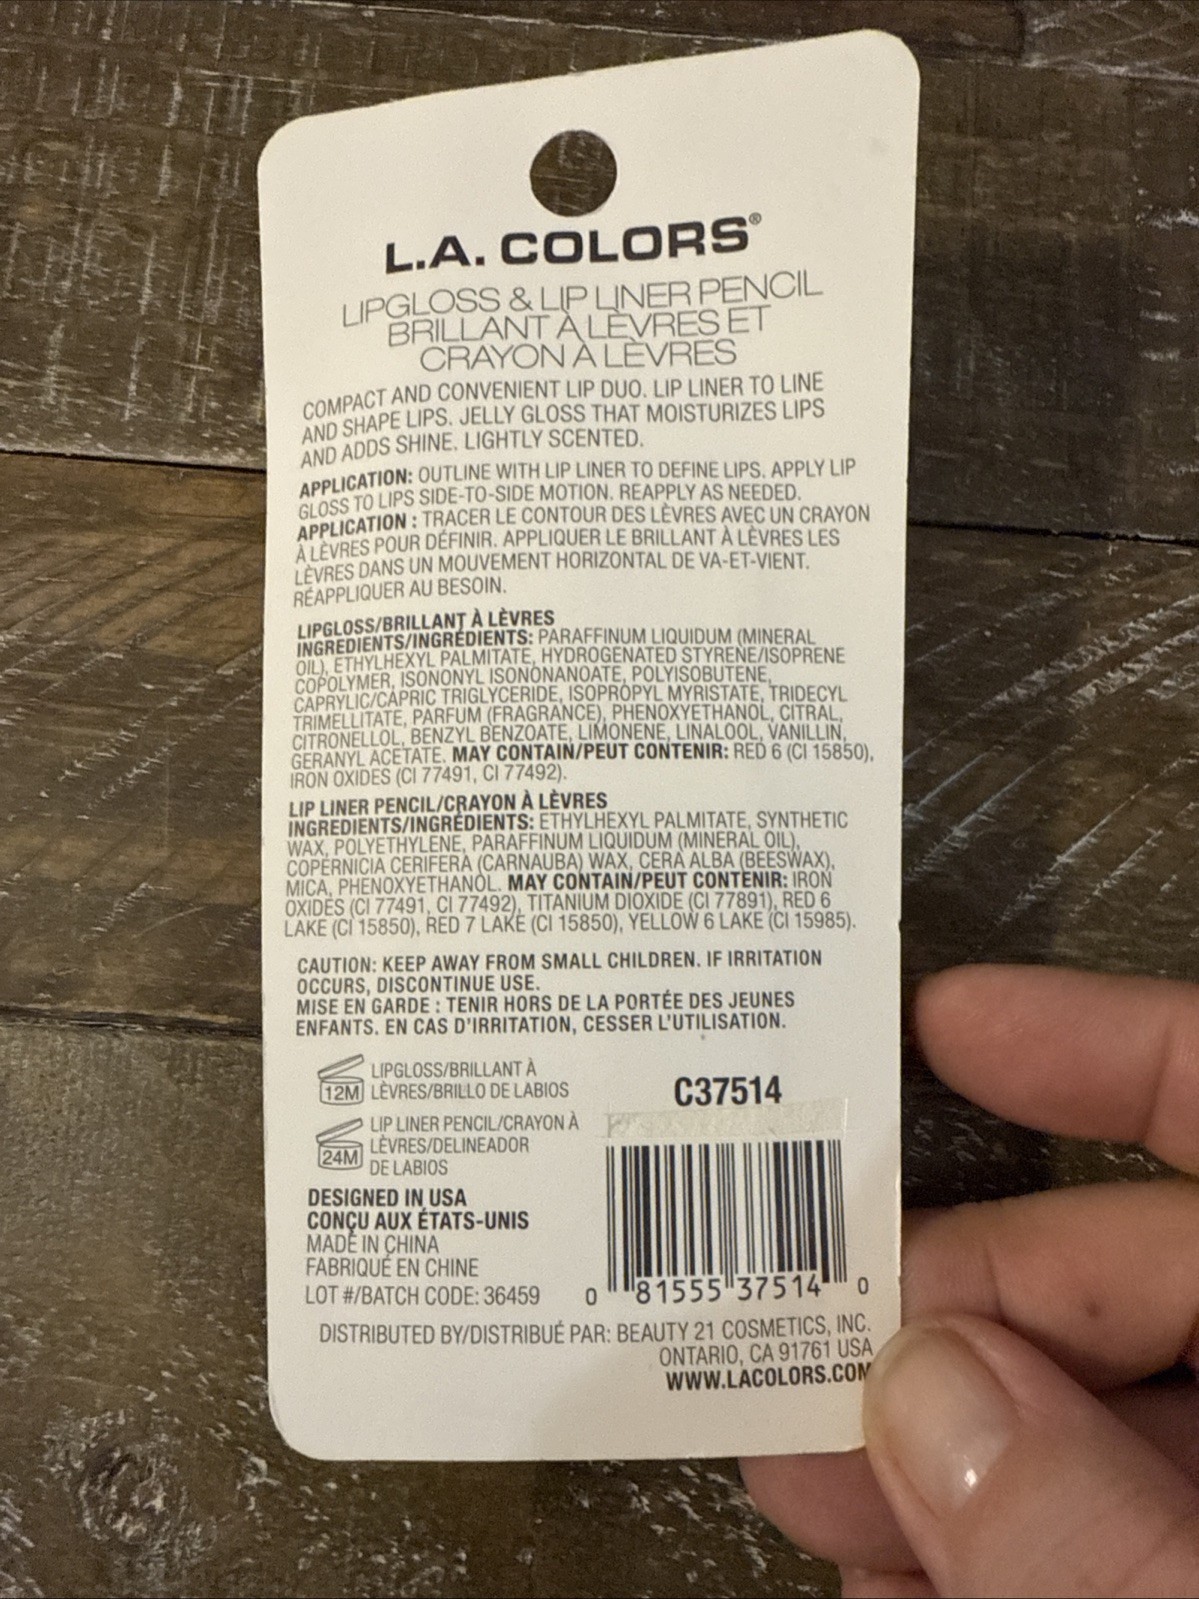 L.A. COLORS®
LIPGLOSS & LIP LINER PENCIL
BRILLANT À LÈVRES ET
CRAYON À LÈVRES
COMPACT AND CONVENIENT LIP DUO. LIP LINER TO LINE
AND SHAPE LIPS. JELLY GLOSS THAT MOISTURIZES LIPS
AND ADDS SHINE. LIGHTLY SCENTED.
APPLICATION: OUTLINE WITH LIP LINER TO DEFINE LIPS. APPLY LIP
GLOSS TO LIPS SIDE-TO-SIDE MOTION. REAPPLY AS NEEDED.
APPLICATION : TRACER LE CONTOUR DES LÈVRES AVEC UN CRAYON
À LÈVRES POUR DÉFINIR. APPLIQUER LE BRILLANT À LÈVRES LES
LÈVRES DANS UN MOUVEMENT HORIZONTAL DE VA-ET-VIENT.
RÉAPPLIQUER AU BESOIN.
LIPGLOSS/BRILLANT À LÈVRES
INGREDIENTS/INGRÉDIENTS: PARAFFINUM LIQUIDUM (MINERAL
OIL), ETHYLHEXYL PALMITATE, HYDROGENATED STYRENE/ISOPRENE
COPOLYMER, ISONONYL ISONONANOATE, POLYISOBUTENE,
CAPRYLIC/CAPRIC TRIGLYCERIDE, ISOPROPYL MYRISTATE, TRIDECYL
TRIMELLITATE, PARFUM (FRAGRANCE), PHENOXYETHANOL, CITRAL,
CITRONELLOL, BENZYL BENZOATE, LIMONENE, LINALOOL, VANILLIN,
GERANYL ACETATE. MAY CONTAIN/PEUT CONTENIR: RED 6 (CI 15850),
IRON OXIDES (CI 77491, CI 77492).
LIP LINER PENCIL/CRAYON À LÈVRES
INGREDIENTS/INGRÉDIENTS: ETHYLHEXYL PALMITATE, SYNTHETIC
WAX, POLYETHYLENE, PARAFFINUM LIQUIDUM (MINERAL OIL),
COPERNICIA CERIFERA (CARNAUBA) WAX, CERA ALBA (BEESWAX),
MICA, PHENOXYETHANOL. MAY CONTAIN/PEUT CONTENIR: IRON
OXIDES (CI 77491, CI 77492), TITANIUM DIOXIDE (CI 77891), RED 6
LAKE (CI 15850), RED 7 LAKE (CI 15850), YELLOW 6 LAKE (CI 15985).
CAUTION: KEEP AWAY FROM SMALL CHILDREN. IF IRRITATION
OCCURS, DISCONTINUE USE.
MISE EN GARDE : TENIR HORS DE LA PORTÉE DES JEUNES
ENFANTS. EN CAS D'IRRITATION, CESSER L'UTILISATION.
12M LIPGLOSS/BRILLANT À
LÈVRES/BRILLO DE LABIOS
24M LIP LINER PENCIL/CRAYON À
LÈVRES/DELINEADOR
DE LABIOS
C37514
DESIGNED IN USA
CONÇU AUX ÉTATS-UNIS
MADE IN CHINA
FABRIQUÉ EN CHINE
LOT #/BATCH CODE: 36459
0 81555 37514 0
DISTRIBUTED BY/DISTRIBUÉ PAR: BEAUTY 21 COSMETICS, INC.
ONTARIO, CA 91761 USA
WWW.LACOLORS.COM